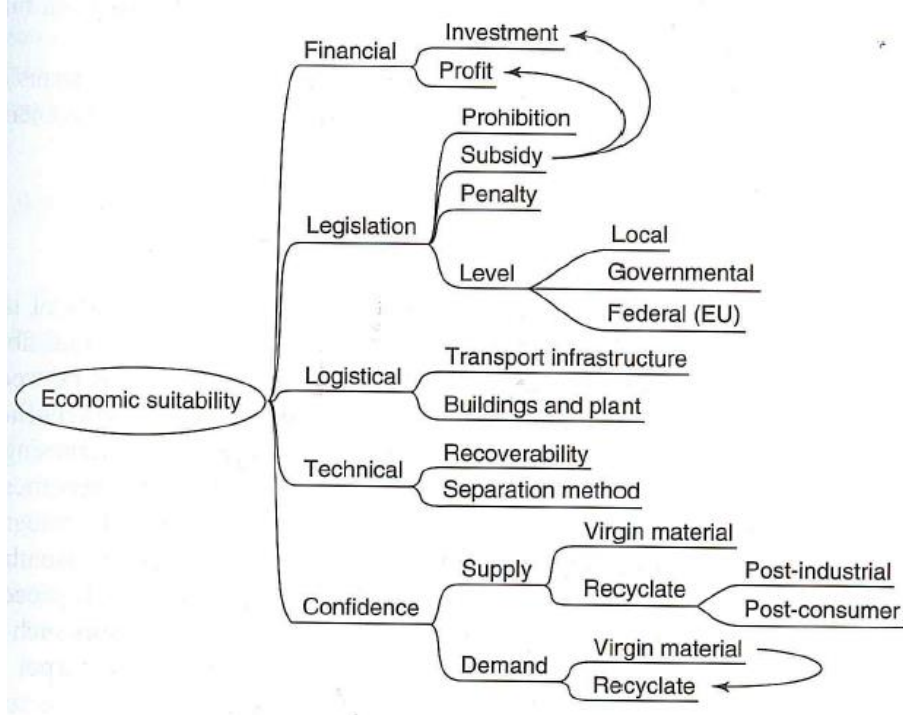 Investment
Financial
Profit
Prohibition
Subsidy
Penalty
Legislation
Local
Level
Governmental
Federal (EU)
Transport infrastructure
Logistical
Economic suitability
Buildings and plant
Recoverability
Technical
Separation method
Virgin material
Supply
Post-industrial
Recyclate
Post-consumer
Confidence
Virgin material
Demand
Recyclate